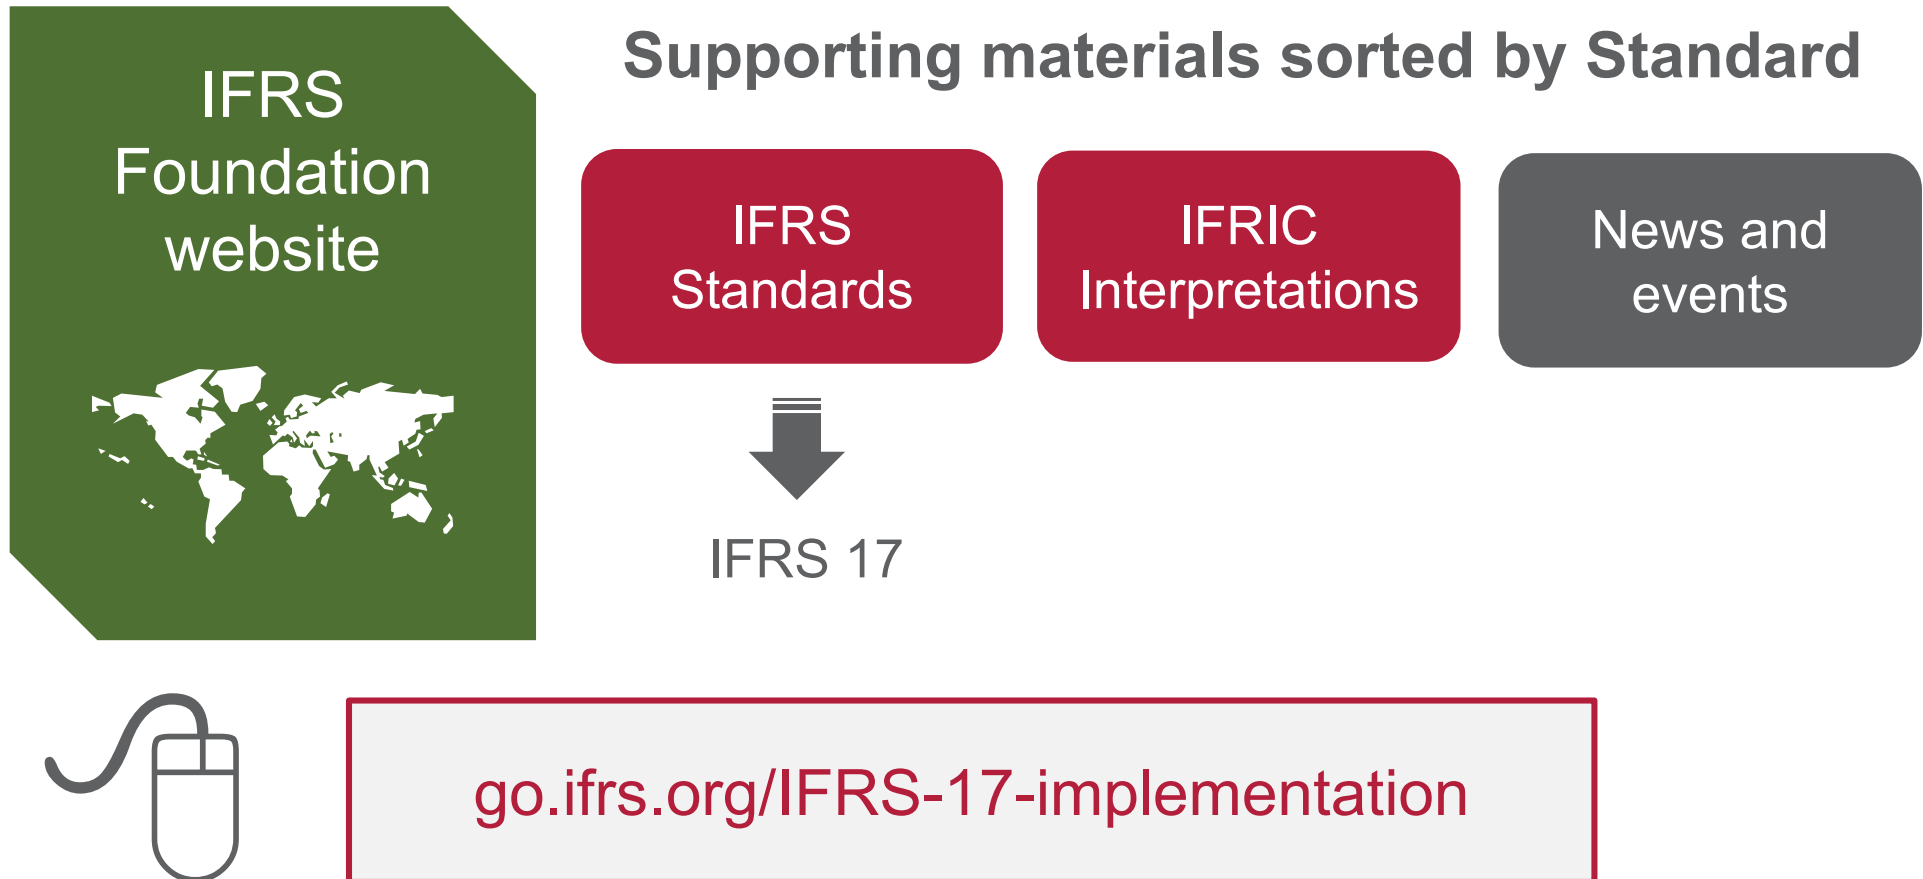 IFRS
Foundation
website
Supporting materials sorted by Standard
IFRS
Standards
IFRIC
Interpretations
News and
events
IFRS 17
go.ifrs.org/IFRS-17-implementation